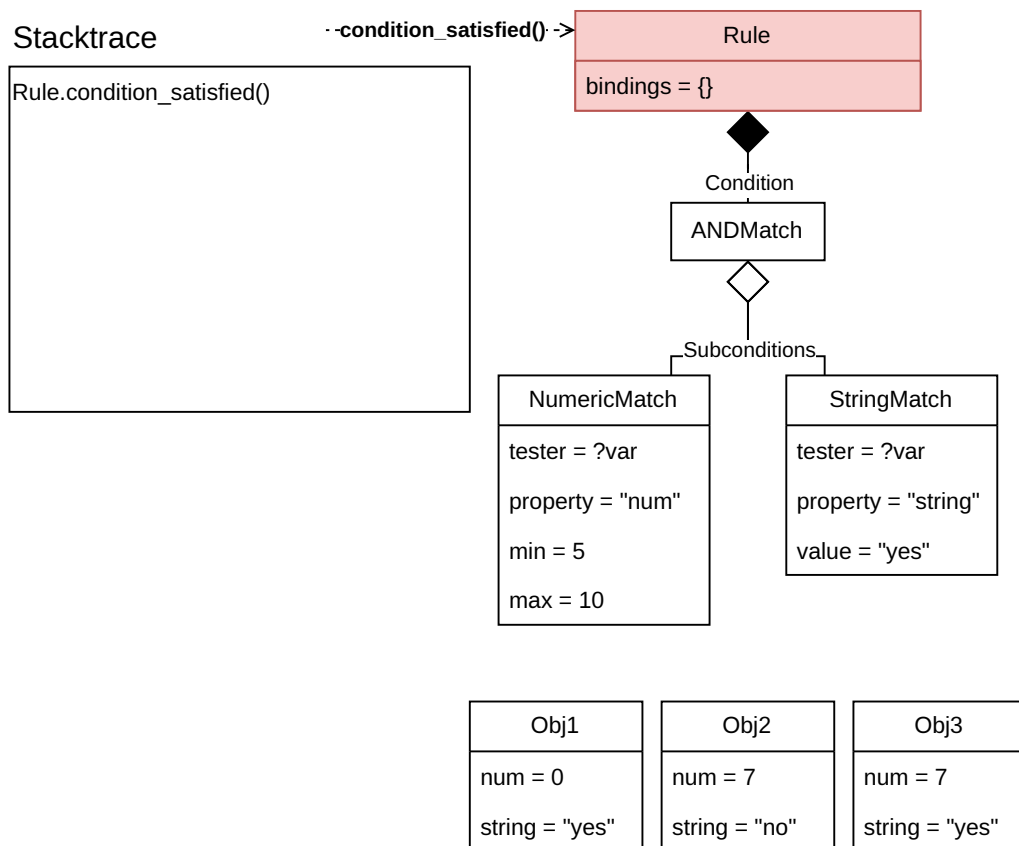 Stacktrace
Rule.condition_satisfied()
condition_satisfied()
Rule
bindings = {}
Condition
ANDMatch
Subconditions
NumericMatch
tester = ?var
property = "num"
min = 5
max = 10
StringMatch
tester = ?var
property = "string"
value = "yes"
Obj1
num = 0
string = "yes"
Obj2
num = 7
string = "no"
Obj3
num = 7
string = "yes"